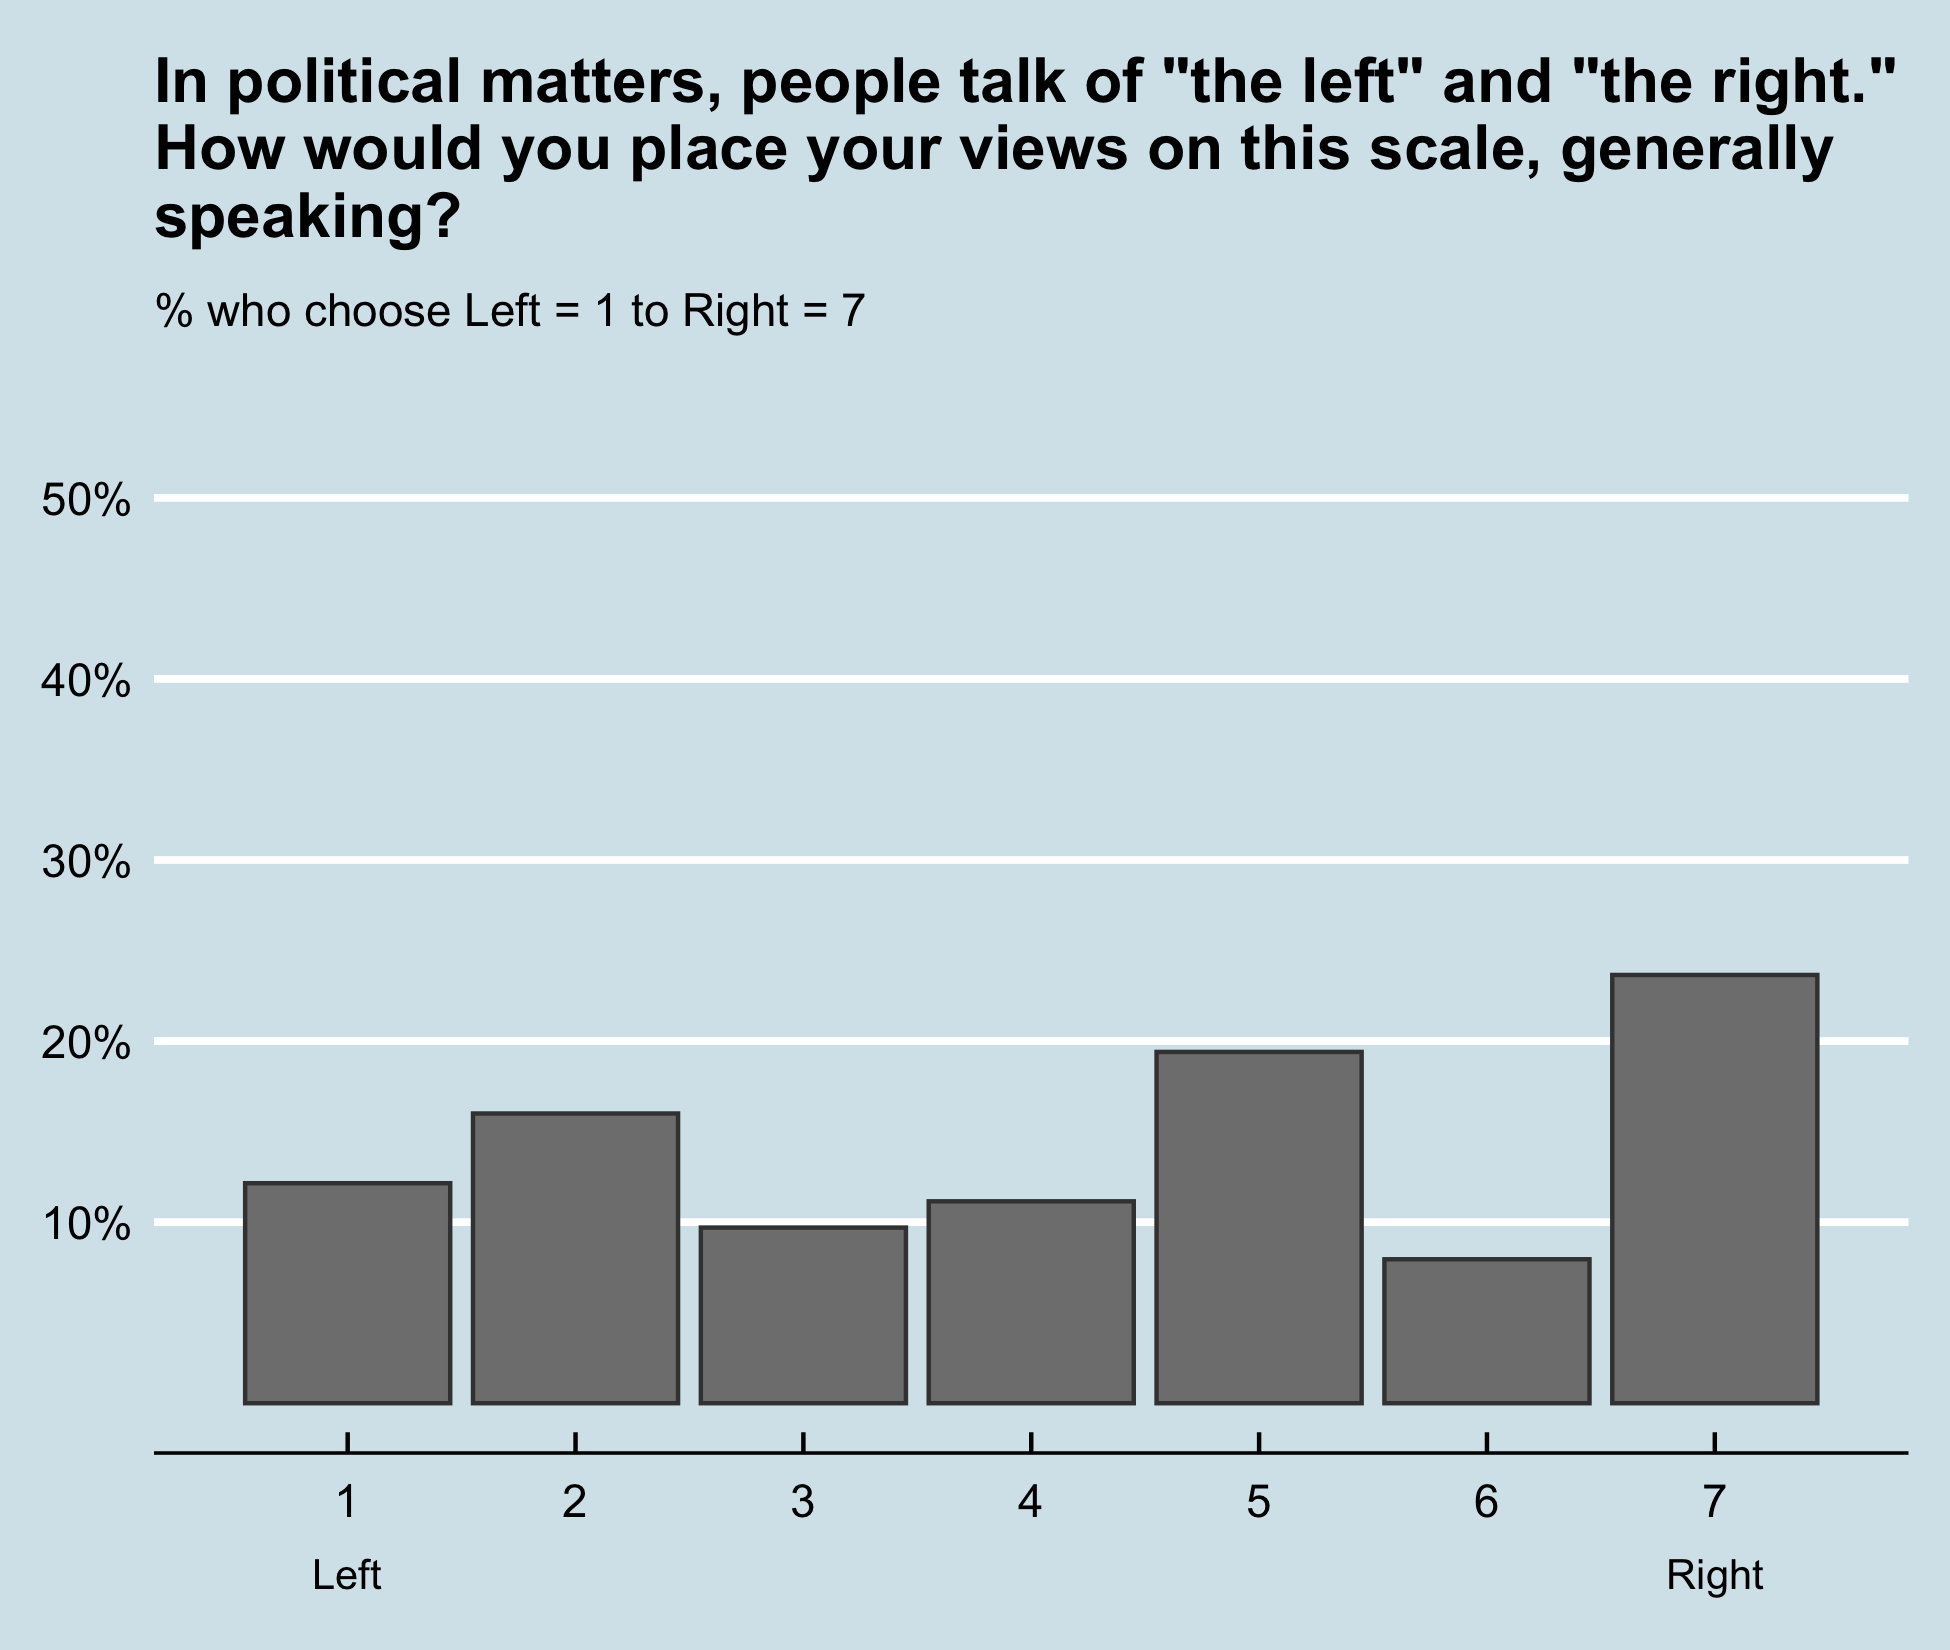 In political matters, people talk of "the left" and "the right."
How would you place your views on this scale, generally
speaking?
% who choose Left = 1 to Right = 7
50%
40%
30%
20%
10%
1 2 3 4 5 6 7
Left Right